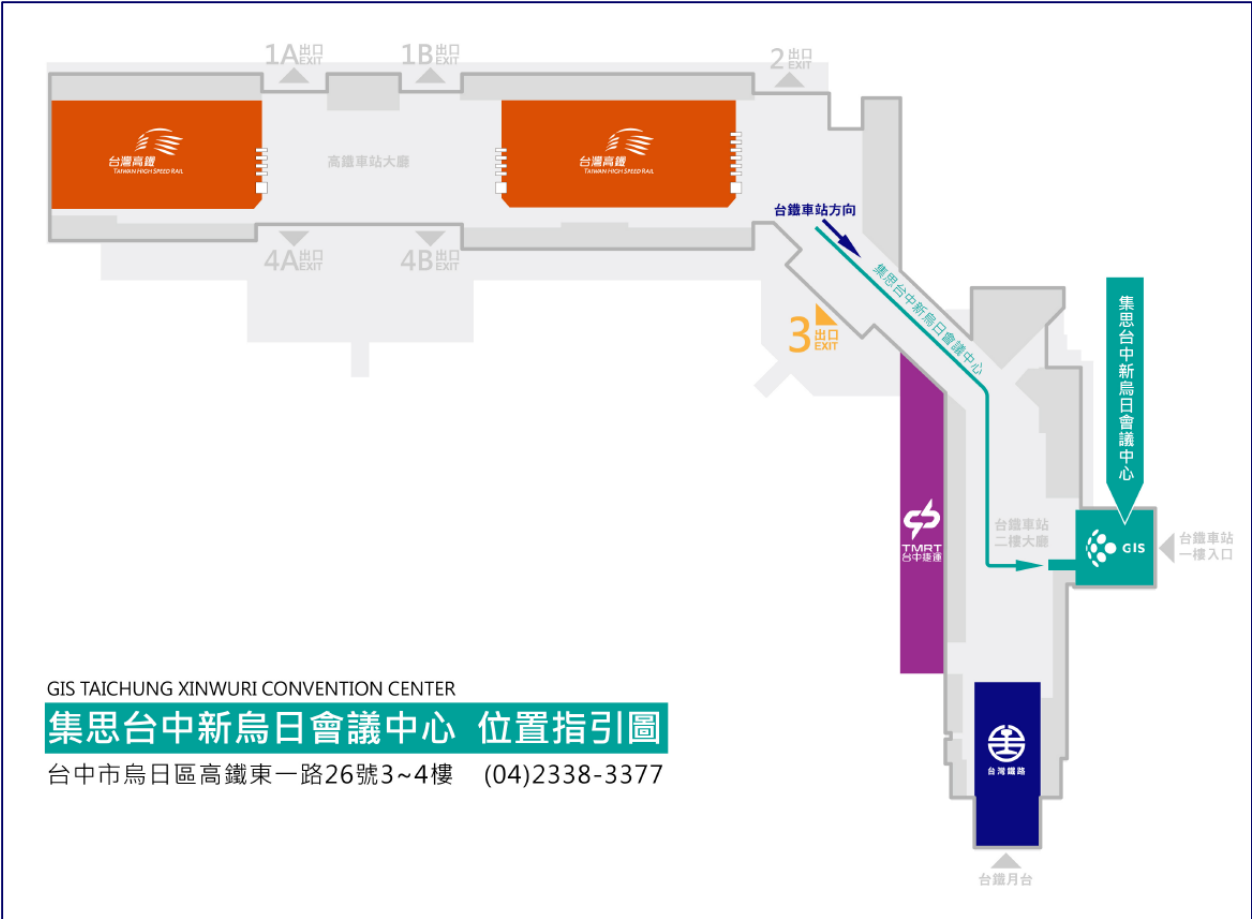 1A出口
EXIT
1B出口
EXIT
2出口
EXIT
台灣高鐵
TAIWAN HIGH SPEED RAIL
高鐵車站大廳
台灣高鐵
TAIWAN HIGH SPEED RAIL
台鐵車站方向
4A出口
EXIT
4B出口
EXIT
集思台中新烏日會議中心
3出口
EXIT
集思台中新烏日會議中心
TMRT
台中捷運
台鐵車站
二樓大廳
GIS
台鐵車站
一樓入口
GIS TAICHUNG XINWURI CONVENTION CENTER
集思台中新烏日會議中心 位置指引圖
台中市烏日區高鐵東一路26號3~4樓 (04)2338-3377
台灣鐵路
台鐵月台